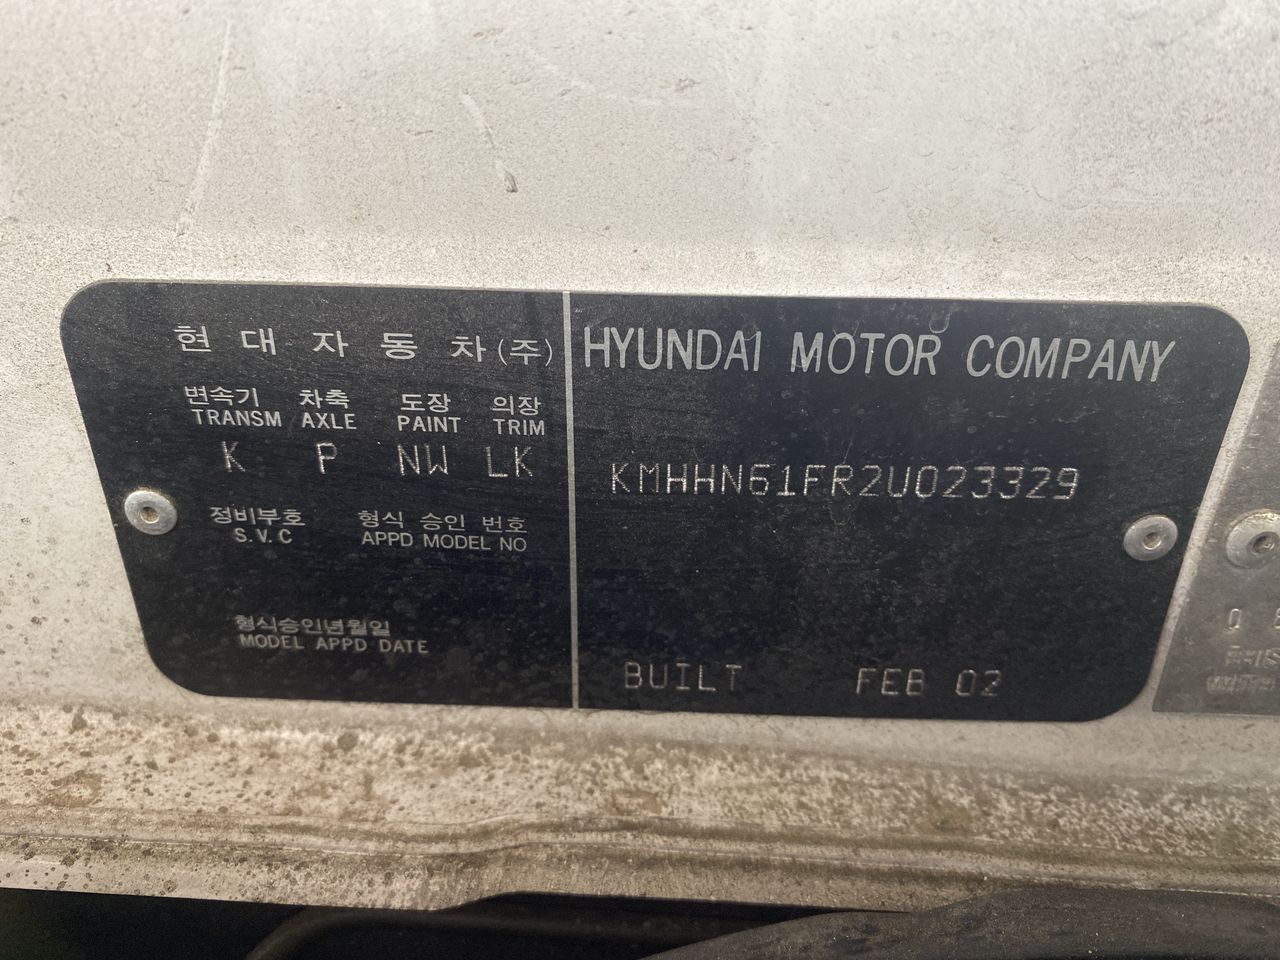 현대자동차(주) HYUNDAI MOTOR COMPANY
변속기 차축 도장 의장
TRANSM AXLE PAINT TRIM
K P NW LK
KMHHN61FR2U023329
정비부호 형식 승인 번호
S.V.C APPD MODEL NO
형식승인년월일
MODEL APPD DATE
BUILT FEB 02